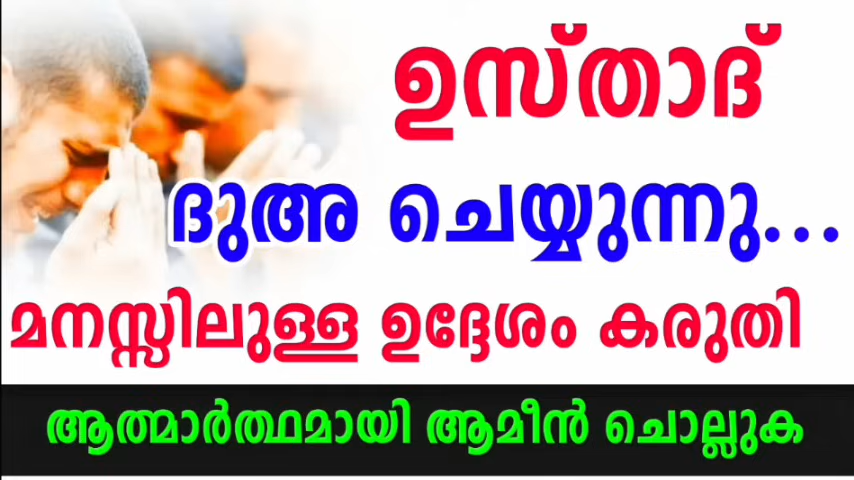 ഉസ്താദ്
ദുഅ ചെയ്യുന്നു...
മനസ്സിലുള്ള ഉദ്ദേശം കരുതി
ആത്മാർത്ഥമായി ആമീൻ ചൊല്ലുക